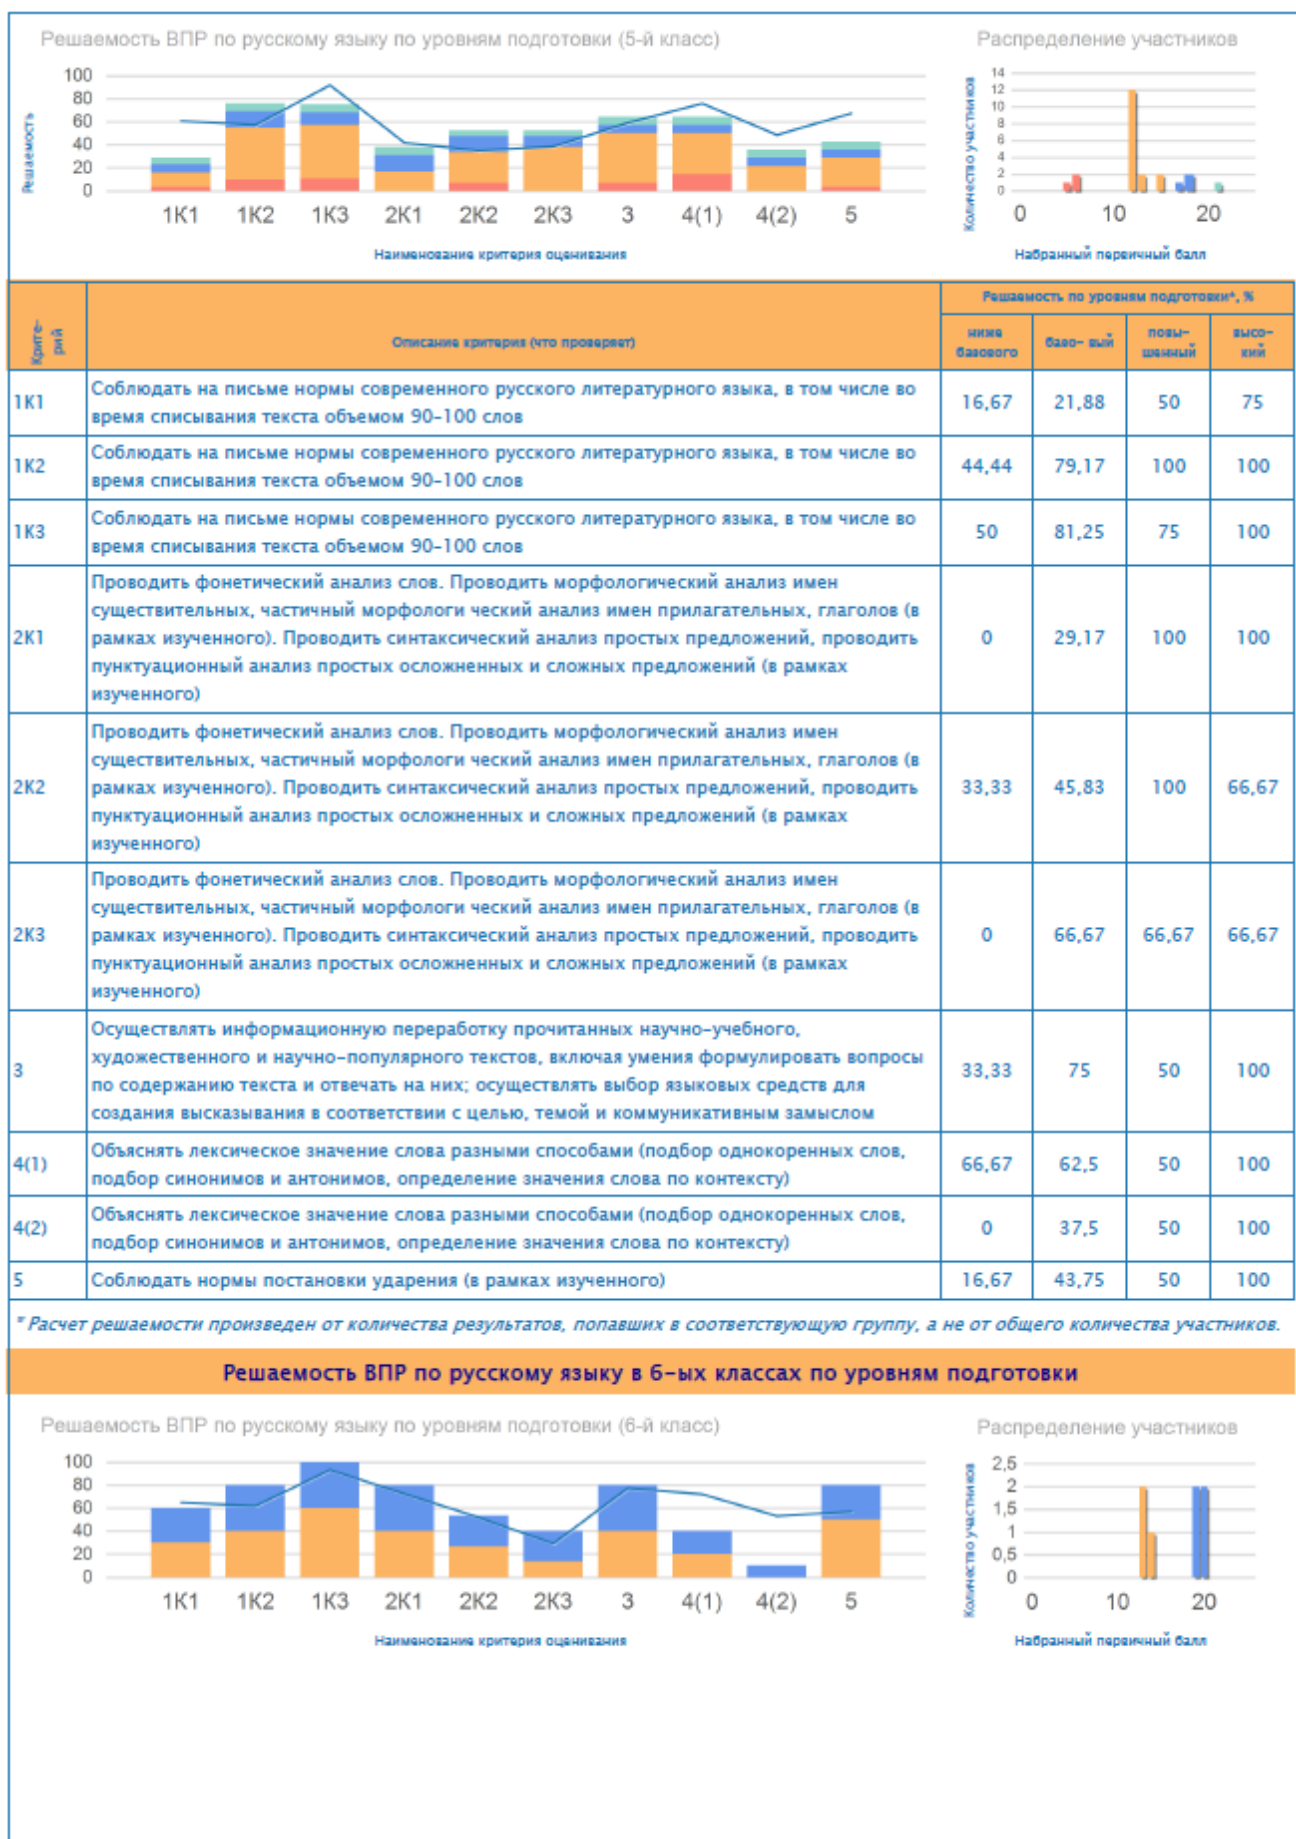 Решаемость ВПР по русскому языку по уровням подготовки (5-й класс)
Решаемость
100
80
60
40
20
0
1К1 1К2 1К3 2К1 2К2 2К3 3 4(1) 4(2) 5
Наименование критерия оценивания
Распределение участников
Количество участников
14
12
10
8
6
4
2
0
0 10 20
Набранный первичный балл
Крите-
рий
Описание критерия (что проверяет)
Решаемость по уровням подготовки*, %
ниже
базового
базо- вый
повы-
шенный
высо-
кий
1К1
Соблюдать на письме нормы современного русского литературного языка, в том числе во
время списывания текста объемом 90-100 слов
16,67 21,88 50 75
1К2
Соблюдать на письме нормы современного русского литературного языка, в том числе во
время списывания текста объемом 90-100 слов
44,44 79,17 100 100
1К3
Соблюдать на письме нормы современного русского литературного языка, в том числе во
время списывания текста объемом 90-100 слов
50 81,25 75 100
2К1
Проводить фонетический анализ слов. Проводить морфологический анализ имен
существительных, частичный морфологи ческий анализ имен прилагательных, глаголов (в
рамках изученного). Проводить синтаксический анализ простых предложений, проводить
пунктуационный анализ простых осложненных и сложных предложений (в рамках
изученного)
0 29,17 100 100
2К2
Проводить фонетический анализ слов. Проводить морфологический анализ имен
существительных, частичный морфологи ческий анализ имен прилагательных, глаголов (в
рамках изученного). Проводить синтаксический анализ простых предложений, проводить
пунктуационный анализ простых осложненных и сложных предложений (в рамках
изученного)
33,33 45,83 100 66,67
2К3
Проводить фонетический анализ слов. Проводить морфологический анализ имен
существительных, частичный морфологи ческий анализ имен прилагательных, глаголов (в
рамках изученного). Проводить синтаксический анализ простых предложений, проводить
пунктуационный анализ простых осложненных и сложных предложений (в рамках
изученного)
0 66,67 66,67 66,67
3
Осуществлять информационную переработку прочитанных научно-учебного,
художественного и научно-популярного текстов, включая умения формулировать вопросы
по содержанию текста и отвечать на них; осуществлять выбор языковых средств для
создания высказывания в соответствии с целью, темой и коммуникативным замыслом
33,33 75 50 100
4(1)
Объяснять лексическое значение слова разными способами (подбор однокоренных слов,
подбор синонимов и антонимов, определение значения слова по контексту)
66,67 62,5 50 100
4(2)
Объяснять лексическое значение слова разными способами (подбор однокоренных слов,
подбор синонимов и антонимов, определение значения слова по контексту)
0 37,5 50 100
5
Соблюдать нормы постановки ударения (в рамках изученного)
16,67 43,75 50 100
* Расчет решаемости произведен от количества результатов, попавших в соответствующую группу, а не от общего количества участников.
Решаемость ВПР по русскому языку в 6-ых классах по уровням подготовки
Решаемость ВПР по русскому языку по уровням подготовки (6-й класс)
100
80
60
40
20
0
1К1 1К2 1К3 2К1 2К2 2К3 3 4(1) 4(2) 5
Наименование критерия оценивания
Распределение участников
Количество участников
2,5
2
1,5
1
0,5
0
0 10 20
Набранный первичный балл